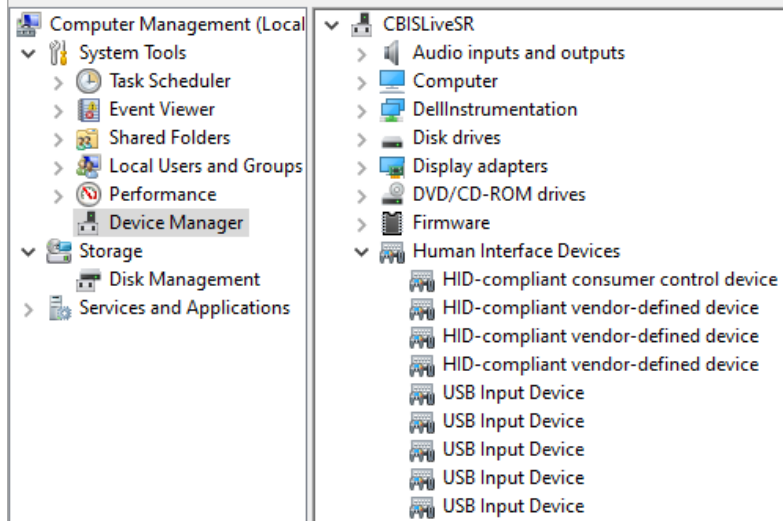 Computer Management (Local
System Tools
Task Scheduler
Event Viewer
Shared Folders
Local Users and Groups
Performance
Device Manager
Storage
Disk Management
Services and Applications
CBISLiveSR
Audio inputs and outputs
Computer
DellInstrumentation
Disk drives
Display adapters
DVD/CD-ROM drives
Firmware
Human Interface Devices
HID-compliant consumer control device
HID-compliant vendor-defined device
HID-compliant vendor-defined device
HID-compliant vendor-defined device
USB Input Device
USB Input Device
USB Input Device
USB Input Device
USB Input Device